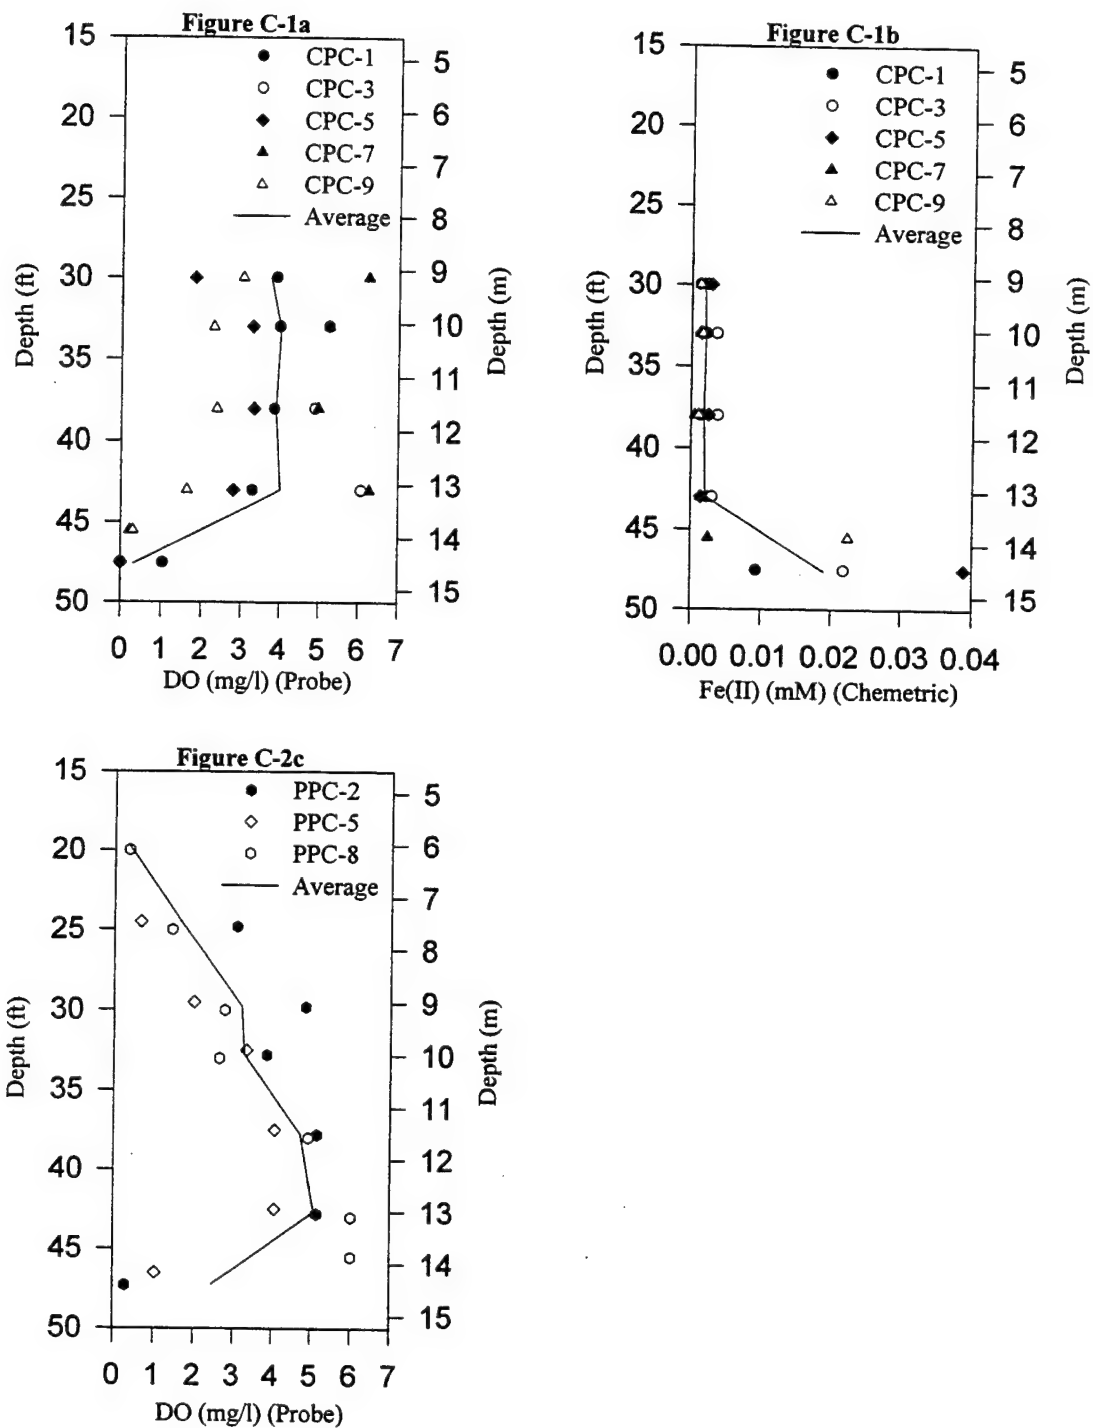 Figure C-1a
15
20
25
30
35
40
45
50
Depth (ft)
CPC-1
CPC-3
CPC-5
CPC-7
CPC-9
Average
5
6
7
8
9
10
11
12
13
14
15
Depth (m)
0 1 2 3 4 5 6 7
DO (mg/l) (Probe)
Figure C-1b
15
20
25
30
35
40
45
50
Depth (ft)
CPC-1
CPC-3
CPC-5
CPC-7
CPC-9
Average
5
6
7
8
9
10
11
12
13
14
15
Depth (m)
0.00 0.01 0.02 0.03 0.04
Fe(II) (mM) (Chemetric)
Figure C-2c
15
20
25
30
35
40
45
50
Depth (ft)
PPC-2
PPC-5
PPC-8
Average
5
6
7
8
9
10
11
12
13
14
15
Depth (m)
0 1 2 3 4 5 6 7
DO (mg/l) (Probe)